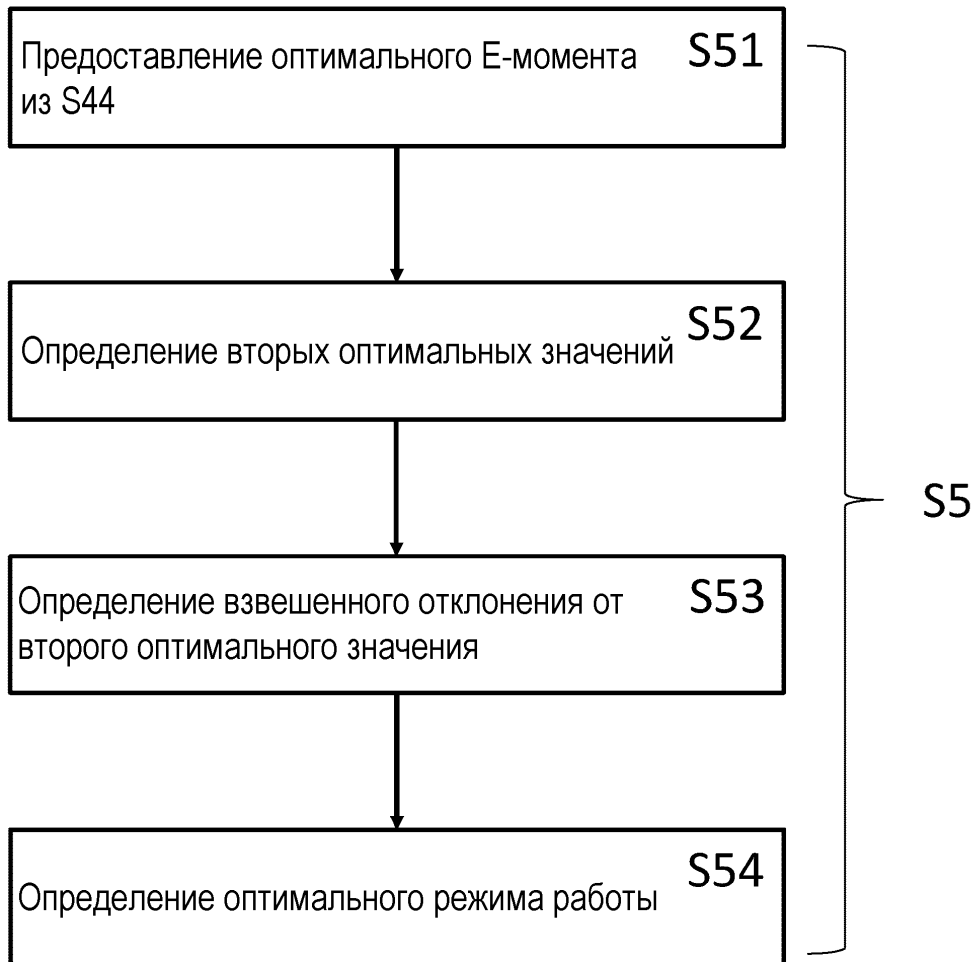 Предоставление оптимального Е-момента S51
из S44
S52
Определение вторых оптимальных значений
S5
Определение взвешенного отклонения от S53
второго оптимального значения
S54
Определение оптимального режима работы